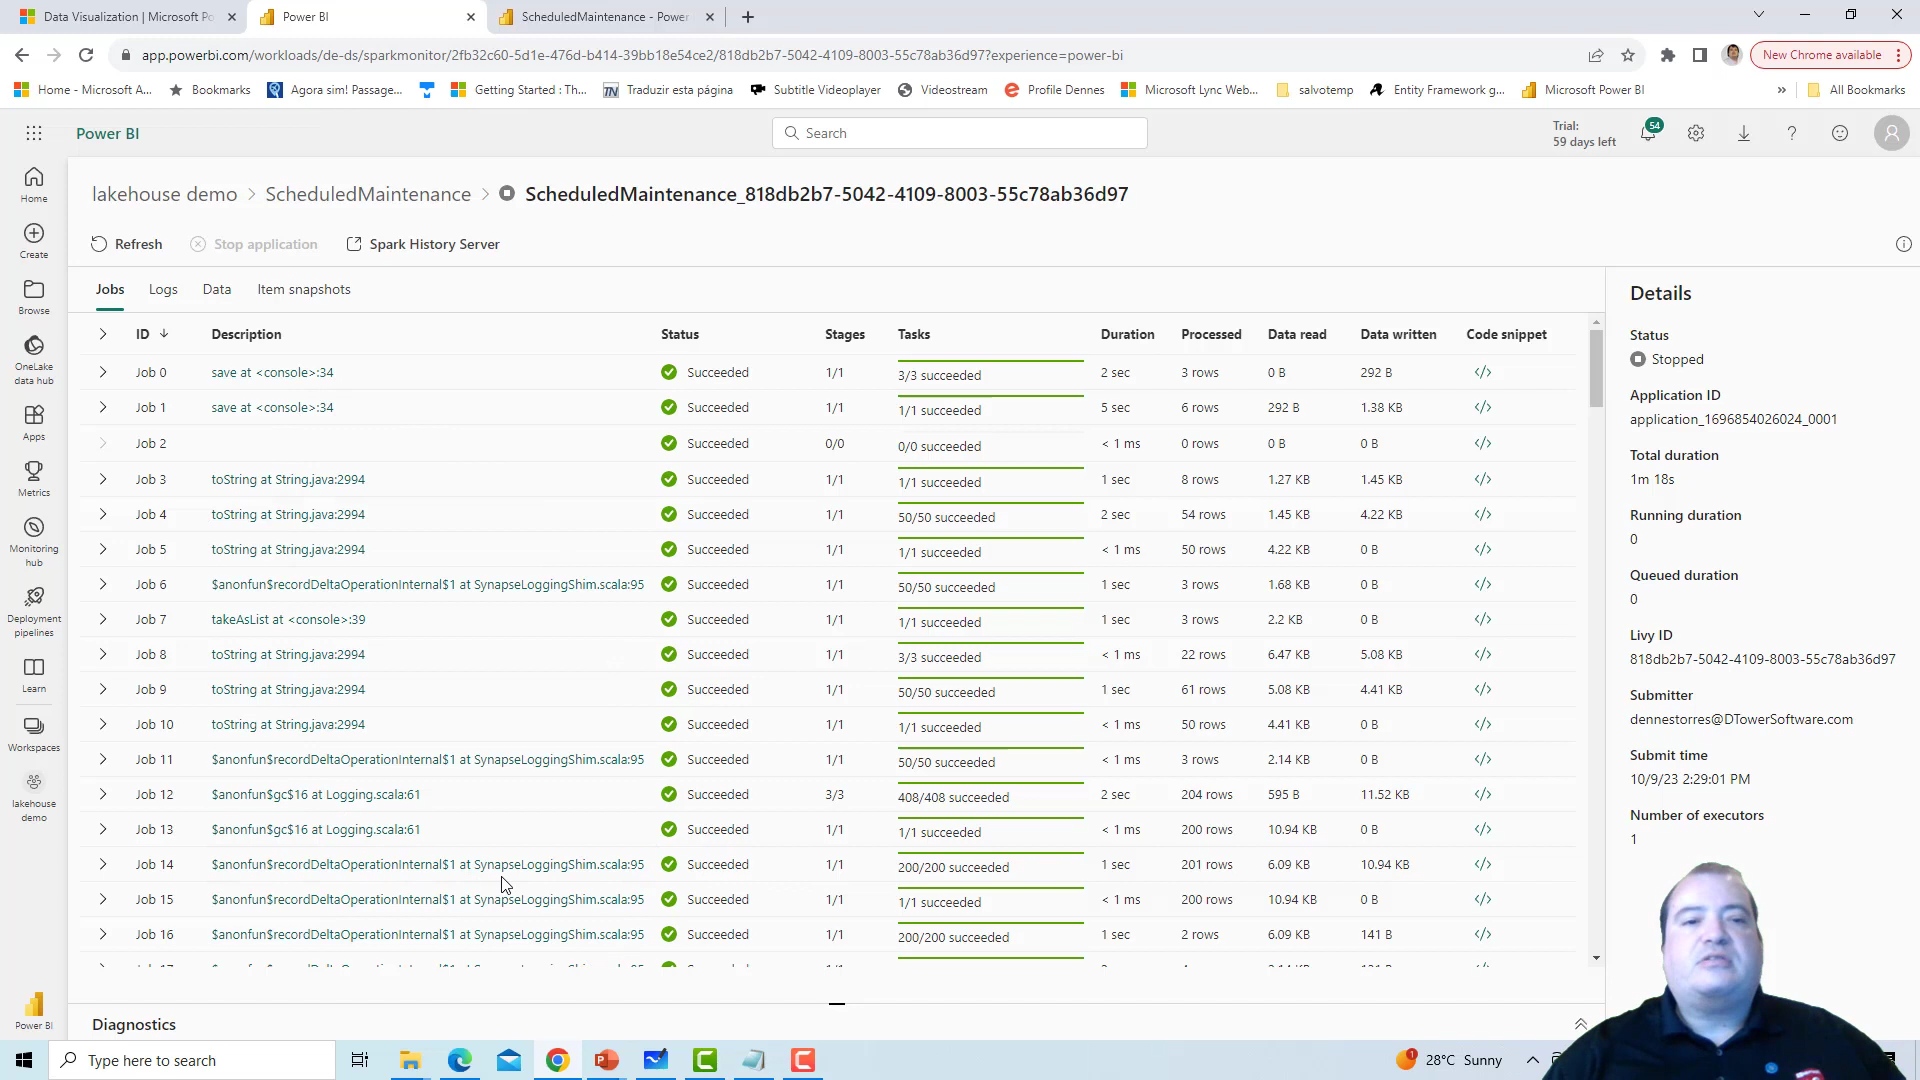 Data Visualization | Microsoft Po
Power BI
ScheduledMaintenance - Power
app.powerbi.com/workloads/de-ds/sparkmonitor/2fb32c60-5d1e-476d-b414-39bb18e54ce2/818db2b7-5042-4109-8003-55c78ab36d97?experience=power-bi
New Chrome available
Home - Microsoft A...
Bookmarks
Agora sim! Passage...
Getting Started : Th...
Traduzir esta página
Subtitle Videoplayer
Videostream
Profile Dennes
Microsoft Lync Web...
salvotemp
Entity Framework g...
Microsoft Power BI
»
All Bookmarks
Power BI
Search
Trial:
59 days left
54
lakehouse demo > ScheduledMaintenance > ScheduledMaintenance_818db2b7-5042-4109-8003-55c78ab36d97
Refresh
Stop application
Spark History Server
Home
Create
Browse
OneLake
data hub
Apps
Metrics
Monitoring
hub
Deployment
pipelines
Learn
Workspaces
lakehouse
demo
Power BI
Jobs Logs Data Item snapshots
ID Description Status Stages Tasks Duration Processed Data read Data written Code snippet
Job 0 save at <console>:34 Succeeded 1/1 3/3 succeeded 2 sec 3 rows 0 B 292 B </>
Job 1 save at <console>:34 Succeeded 1/1 1/1 succeeded 5 sec 6 rows 292 B 1.38 KB </>
Job 2 Succeeded 0/0 0/0 succeeded < 1 ms 0 rows 0 B 0 B </>
Job 3 toString at String.java:2994 Succeeded 1/1 1/1 succeeded 1 sec 8 rows 1.27 KB 1.45 KB </>
Job 4 toString at String.java:2994 Succeeded 1/1 50/50 succeeded 2 sec 54 rows 1.45 KB 4.22 KB </>
Job 5 toString at String.java:2994 Succeeded 1/1 1/1 succeeded < 1 ms 50 rows 4.22 KB 0 B </>
Job 6 $anonfun$recordDeltaOperationInternal$1 at SynapseLoggingShim.scala:95 Succeeded 1/1 50/50 succeeded 1 sec 3 rows 1.68 KB 0 B </>
Job 7 takeAsList at <console>:39 Succeeded 1/1 1/1 succeeded 1 sec 3 rows 2.2 KB 0 B </>
Job 8 toString at String.java:2994 Succeeded 1/1 3/3 succeeded < 1 ms 22 rows 6.47 KB 5.08 KB </>
Job 9 toString at String.java:2994 Succeeded 1/1 50/50 succeeded 1 sec 61 rows 5.08 KB 4.41 KB </>
Job 10 toString at String.java:2994 Succeeded 1/1 1/1 succeeded < 1 ms 50 rows 4.41 KB 0 B </>
Job 11 $anonfun$recordDeltaOperationInternal$1 at SynapseLoggingShim.scala:95 Succeeded 1/1 50/50 succeeded < 1 ms 3 rows 2.14 KB 0 B </>
Job 12 $anonfun$gc$16 at Logging.scala:61 Succeeded 3/3 408/408 succeeded 2 sec 204 rows 595 B 11.52 KB </>
Job 13 $anonfun$gc$16 at Logging.scala:61 Succeeded 1/1 1/1 succeeded < 1 ms 200 rows 10.94 KB 0 B </>
Job 14 $anonfun$recordDeltaOperationInternal$1 at SynapseLoggingShim.scala:95 Succeeded 1/1 200/200 succeeded 1 sec 201 rows 6.09 KB 10.94 KB </>
Job 15 $anonfun$recordDeltaOperationInternal$1 at SynapseLoggingShim.scala:95 Succeeded 1/1 1/1 succeeded < 1 ms 200 rows 10.94 KB 0 B </>
Job 16 $anonfun$recordDeltaOperationInternal$1 at SynapseLoggingShim.scala:95 Succeeded 1/1 200/200 succeeded 1 sec 2 rows 6.09 KB 141 B </>
Diagnostics
Details
Status
Stopped
Application ID
application_1696854026024_0001
Total duration
1m 18s
Running duration
0
Queued duration
0
Livy ID
818db2b7-5042-4109-8003-55c78ab36d97
Submitter
dennestorres@DTowerSoftware.com
Submit time
10/9/23 2:29:01 PM
Number of executors
1
Type here to search
28°C Sunny